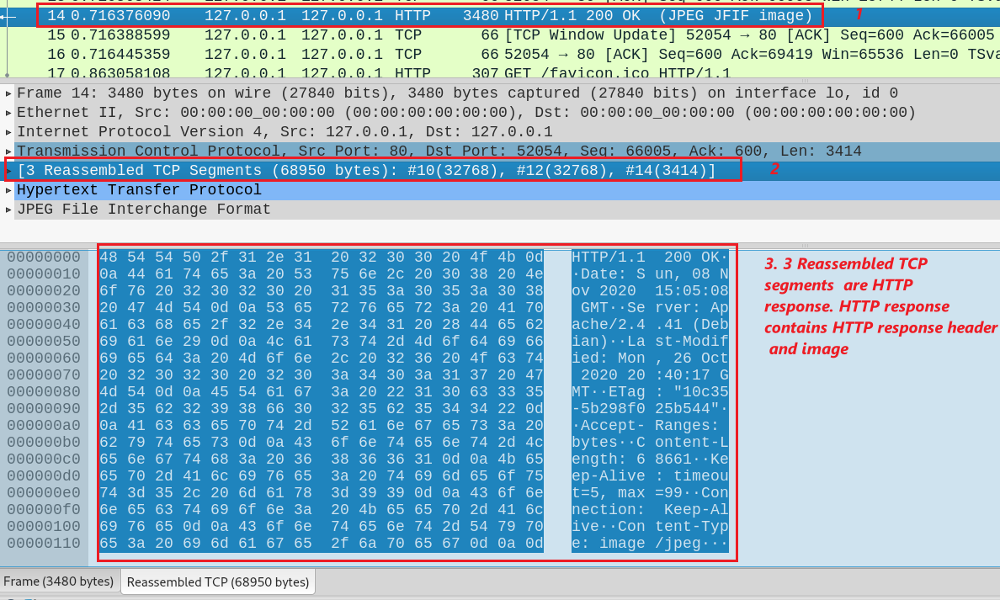 14 0.716376090 127.0.0.1 127.0.0.1 HTTP 3480 HTTP/1.1 200 OK (JPEG JFIF image) 1
15 0.716388599 127.0.0.1 127.0.0.1 TCP 66 [TCP Window Update] 52054 → 80 [ACK] Seq=600 Ack=66005
16 0.716445359 127.0.0.1 127.0.0.1 TCP 66 52054 → 80 [ACK] Seq=600 Ack=69419 Win=65536 Len=0 TSva
17 0.863058108 127.0.0.1 127.0.0.1 HTTP 307 GET /favicon.ico HTTP/1.1
Frame 14: 3480 bytes on wire (27840 bits), 3480 bytes captured (27840 bits) on interface lo, id 0
Ethernet II, Src: 00:00:00_00:00:00 (00:00:00:00:00:00), Dst: 00:00:00_00:00:00 (00:00:00:00:00:00)
Internet Protocol Version 4, Src: 127.0.0.1, Dst: 127.0.0.1
Transmission Control Protocol, Src Port: 80, Dst Port: 52054, Seq: 66005, Ack: 600, Len: 3414
[3 Reassembled TCP Segments (68950 bytes): #10(32768), #12(32768), #14(3414)] 2
Hypertext Transfer Protocol
JPEG File Interchange Format
00000000 48 54 54 50 2f 31 2e 31 20 32 30 30 20 4f 4b 0d HTTP/1.1 200 OK·
00000010 0a 44 61 74 65 3a 20 53 75 6e 2c 20 30 38 20 4e ·Date: S un, 08 N
00000020 6f 76 20 32 30 32 30 20 31 35 3a 30 35 3a 30 38 ov 2020 15:05:08
00000030 20 47 4d 54 0d 0a 53 65 72 76 65 72 3a 20 41 70 GMT··Se rver: Ap
00000040 61 63 68 65 2f 32 2e 34 2e 34 31 20 28 44 65 62 ache/2.4 .41 (Deb
00000050 69 61 6e 29 0d 0a 4c 61 73 74 2d 4d 6f 64 69 66 ian)··La st-Modif
00000060 69 65 64 3a 20 4d 6f 6e 2c 20 32 36 20 4f 63 74 ied: Mon , 26 Oct
00000070 20 32 30 32 30 20 32 30 3a 34 30 3a 31 37 20 47 2020 20 :40:17 G
00000080 4d 54 0d 0a 45 54 61 67 3a 20 22 31 30 63 33 35 MT··ETag : "10c35
00000090 2d 35 62 32 39 38 66 30 32 35 62 35 34 34 22 0d -5b298f0 25b544"·
000000a0 0a 41 63 63 65 70 74 2d 52 61 6e 67 65 73 3a 20 ·Accept- Ranges:
000000b0 62 79 74 65 73 0d 0a 43 6f 6e 74 65 6e 74 2d 4c bytes··C ontent-L
000000c0 65 6e 67 74 68 3a 20 36 38 36 36 31 0d 0a 4b 65 ength: 6 8661··Ke
000000d0 65 70 2d 41 6c 69 76 65 3a 20 74 69 6d 65 6f 75 ep-Alive : timeou
000000e0 74 3d 35 2c 20 6d 61 78 3d 39 39 0d 0a 43 6f 6e t=5, max =99··Con
000000f0 6e 65 63 74 69 6f 6e 3a 20 4b 65 65 70 2d 41 6c nection: Keep-Al
00000100 69 76 65 0d 0a 43 6f 6e 74 65 6e 74 2d 54 79 70 ive··Con tent-Typ
00000110 65 3a 20 69 6d 61 67 65 2f 6a 70 65 67 0d 0a 0d e: image /jpeg···
3. 3 Reassembled TCP
segments are HTTP
response. HTTP response
contains HTTP response header
and image
Frame (3480 bytes) Reassembled TCP (68950 bytes)